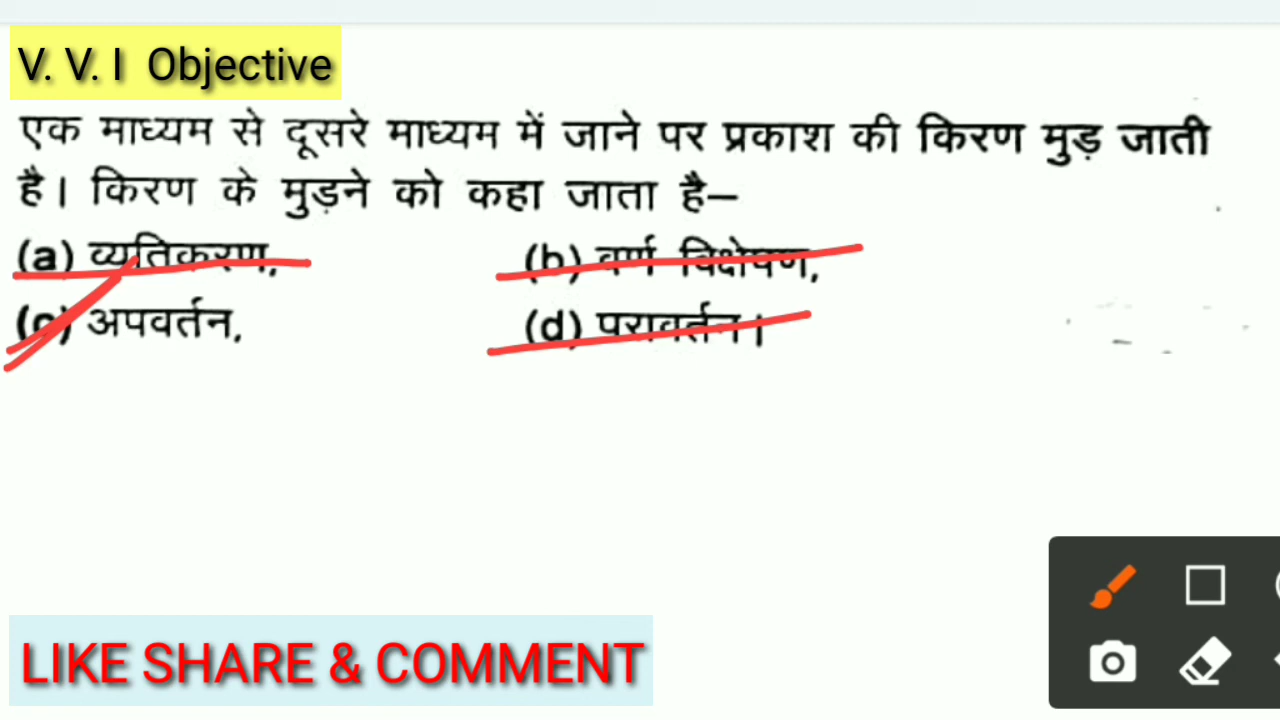 V. V. I Objective
एक माध्यम से दूसरे माध्यम में जाने पर प्रकाश की किरण मुड़ जाती
है। किरण के मुड़ने को कहा जाता है–
(a) व्यतिकरण, (b) वर्ण विक्षेपण,
(c) अपवर्तन, (d) परावर्तन।
LIKE SHARE & COMMENT